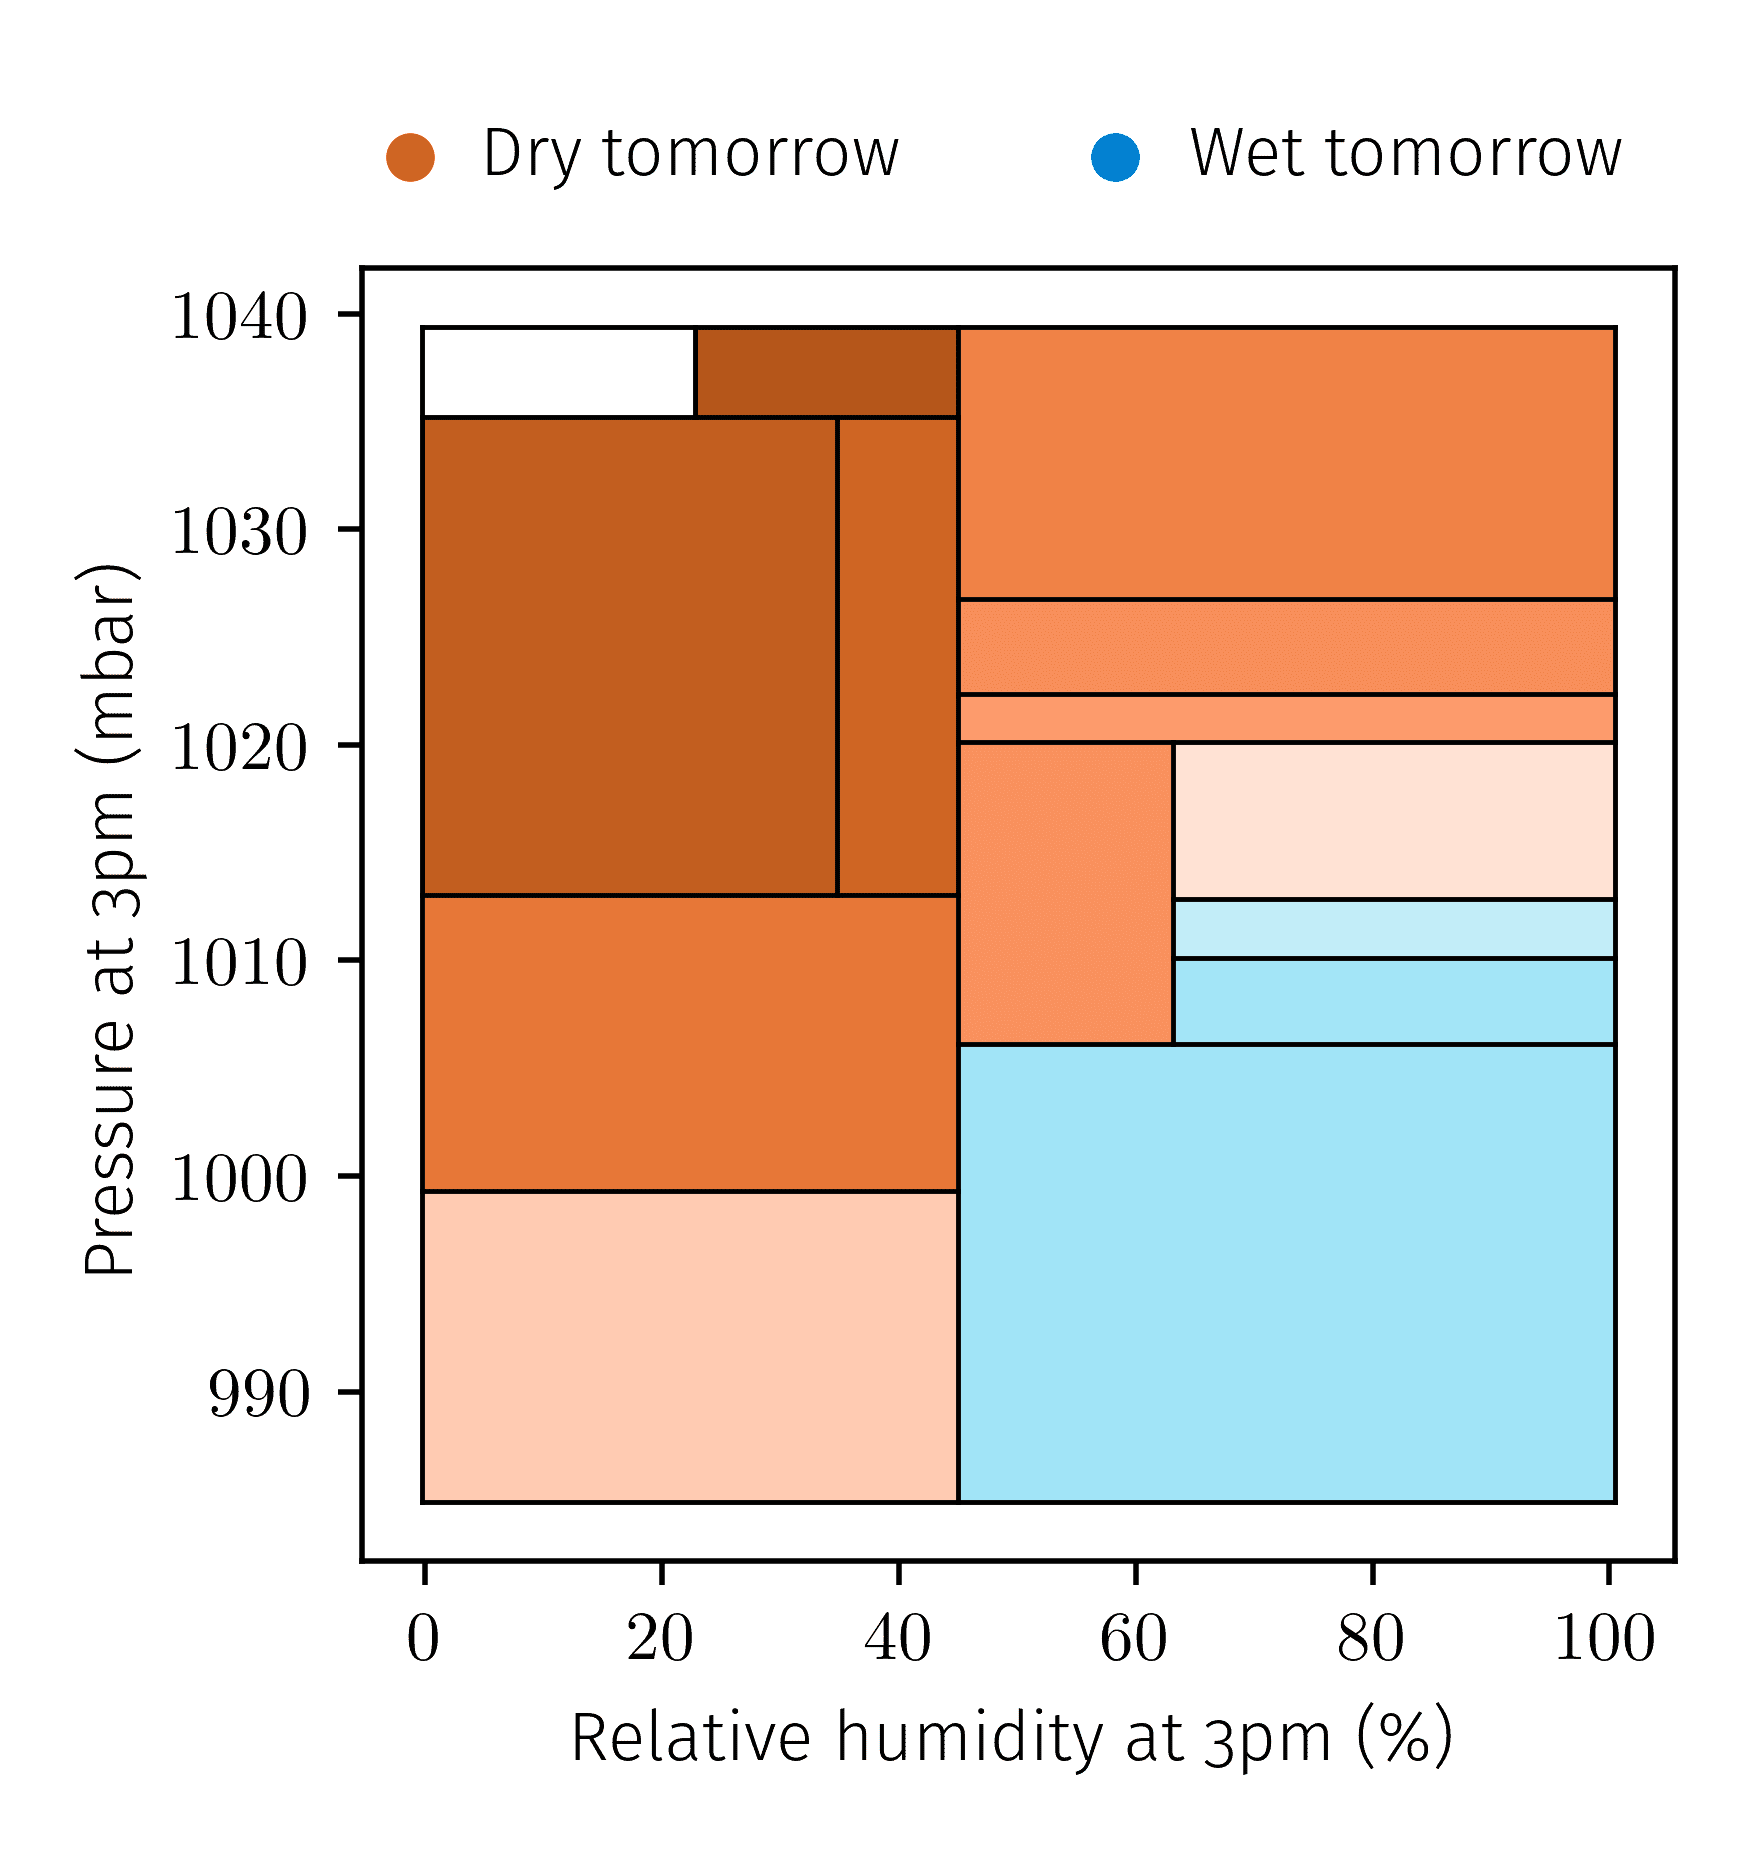 Dry tomorrow
Wet tomorrow
1040
1030
1020
1010
1000
990
Pressure at 3pm (mbar)
0 20 40 60 80 100
Relative humidity at 3pm (%)